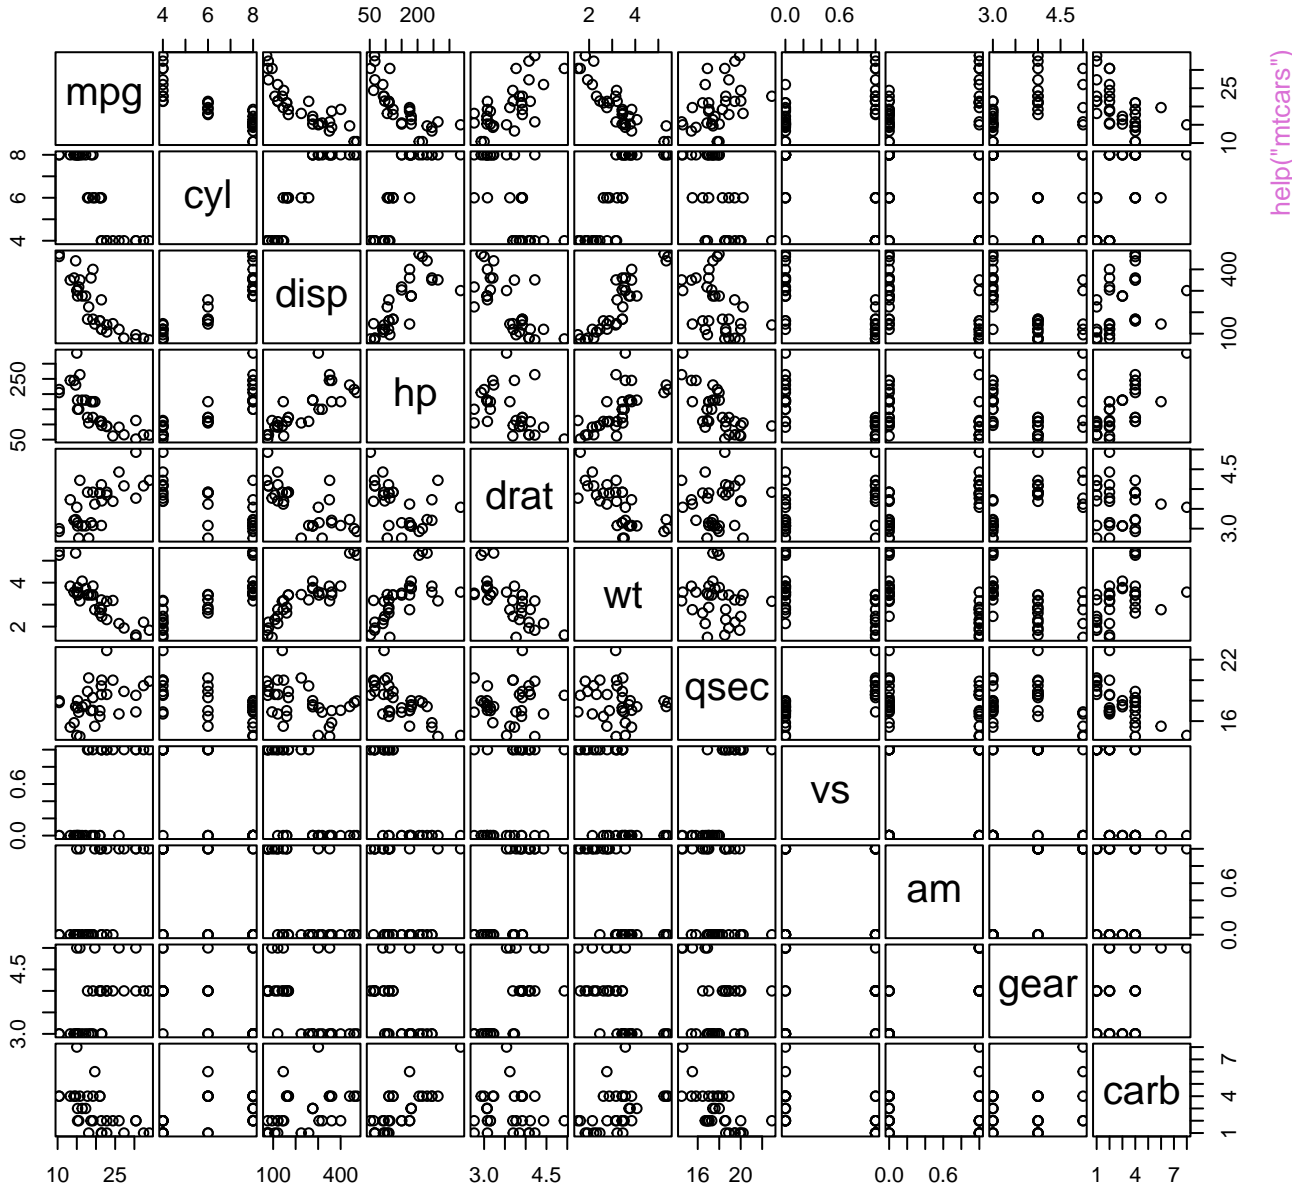 4 6 8 50 200 2 4 0.0 0.6 3.0 4.5
mpg 10 25
4 6 8 cyl
disp 100 400
50 250 hp
drat 3.0 4.5
2 4 wt
qsec 16 22
0.0 0.6 vs
am 0.0 0.6
3.0 4.5 gear
carb 1 4 7
10 25 100 400 3.0 4.5 16 20 0.0 0.6 1 4 7
help("mtcars")